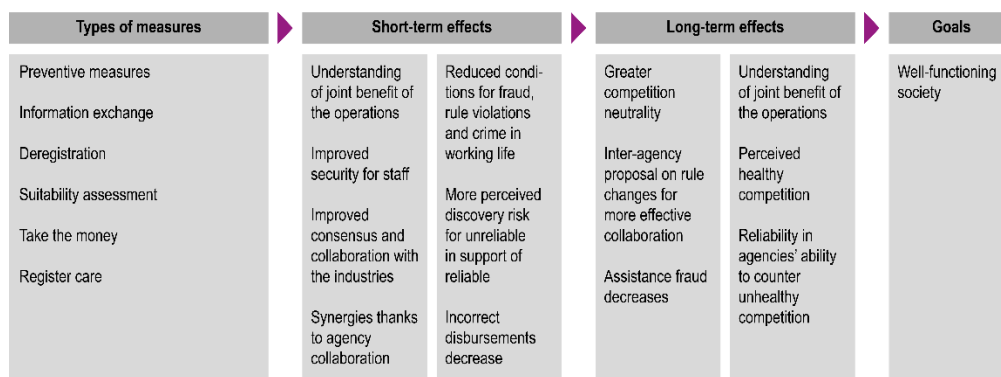 Types of measures
Short-term effects
Long-term effects
Goals
Preventive measures
Information exchange
Deregistration
Suitability assessment
Take the money
Register care
Understanding
of joint benefit of
the operations
Improved
security for staff
Improved
consensus and
collaboration with
the industries
Synergies thanks
to agency
collaboration
Reduced condi-
tions for fraud,
rule violations
and crime in
working life
More perceived
discovery risk
for unreliable
in support of
reliable
Incorrect
disbursements
decrease
Greater
competition
neutrality
Inter-agency
proposal on rule
changes for
more effective
collaboration
Assistance fraud
decreases
Understanding
of joint benefit of
the operations
Perceived
healthy
competition
Reliability in
agencies' ability
to counter
unhealthy
competition
Well-functioning
society